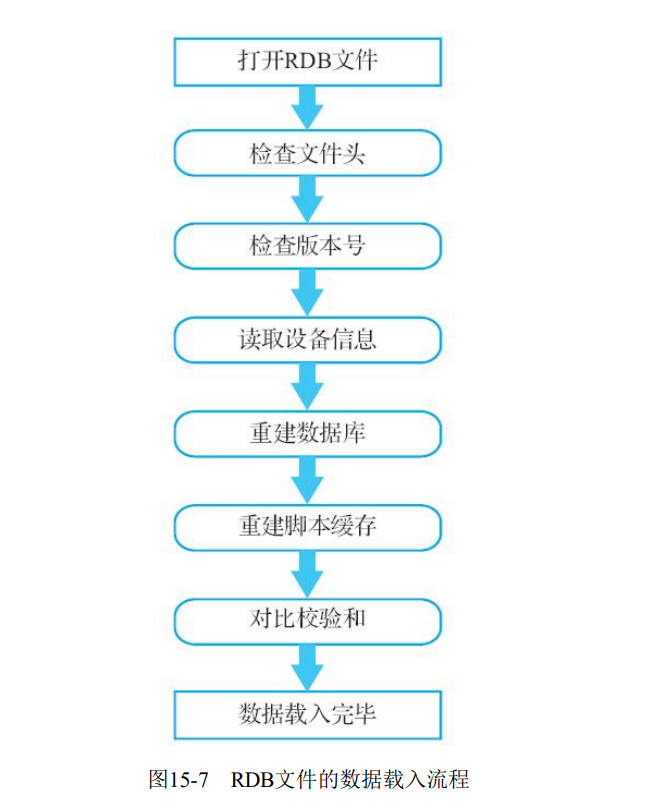 打开RDB文件
检查文件头
检查版本号
读取设备信息
重建数据库
重建脚本缓存
对比校验和
数据载入完毕
图15-7 RDB文件的数据载入流程